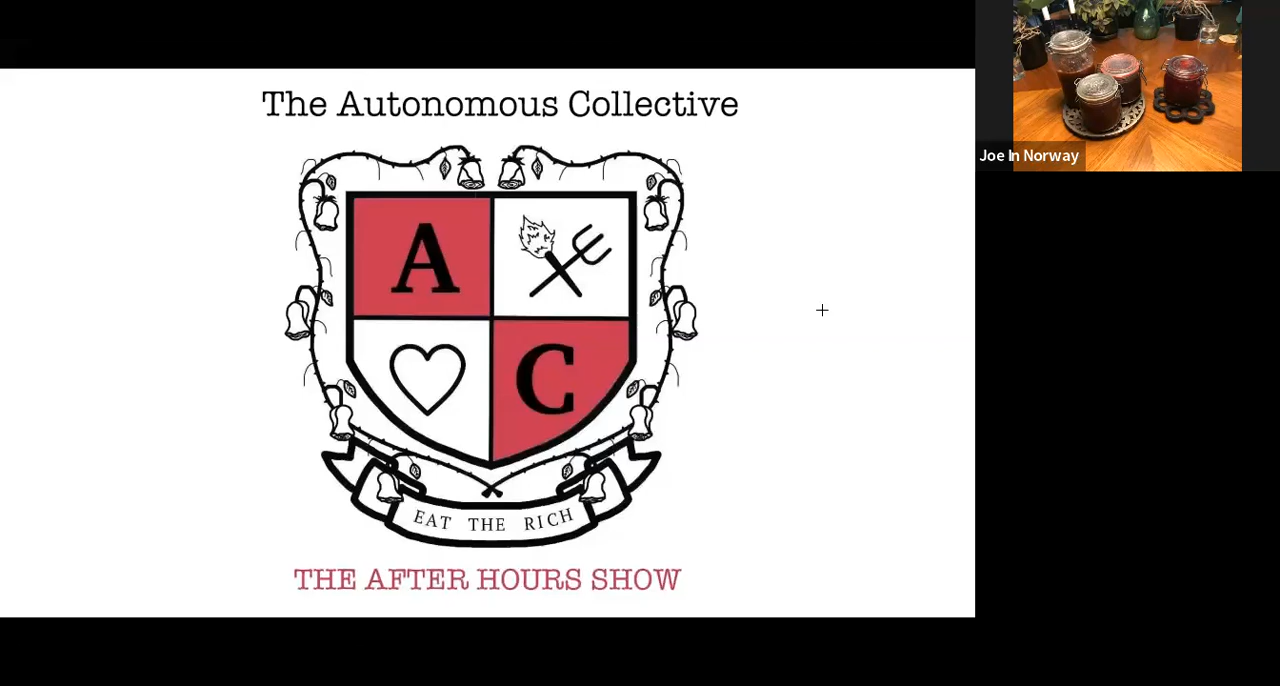 The Autonomous Collective
A
C
EAT THE RICH
THE AFTER HOURS SHOW
Joe In Norway